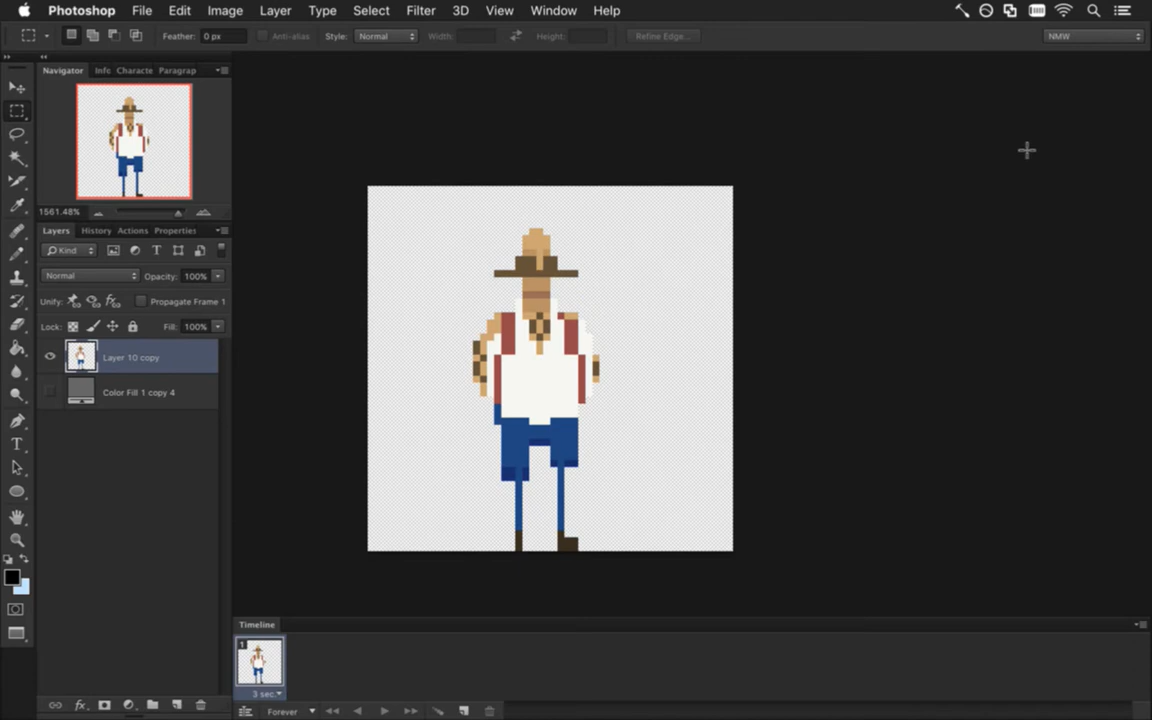 Photoshop File Edit Image Layer Type Select Filter 3D View Window Help
Feather: 0 px Anti-alias Style: Normal Width: Height: Refine Edge... NMW
Navigator Info Characte Paragrap
1561.48%
Layers History Actions Properties
Kind
Normal Opacity: 100%
Unify: Propagate Frame 1
Lock: Fill: 100%
Layer 10 copy
Color Fill 1 copy 4
T
fx
Timeline
1
3 sec.
Forever